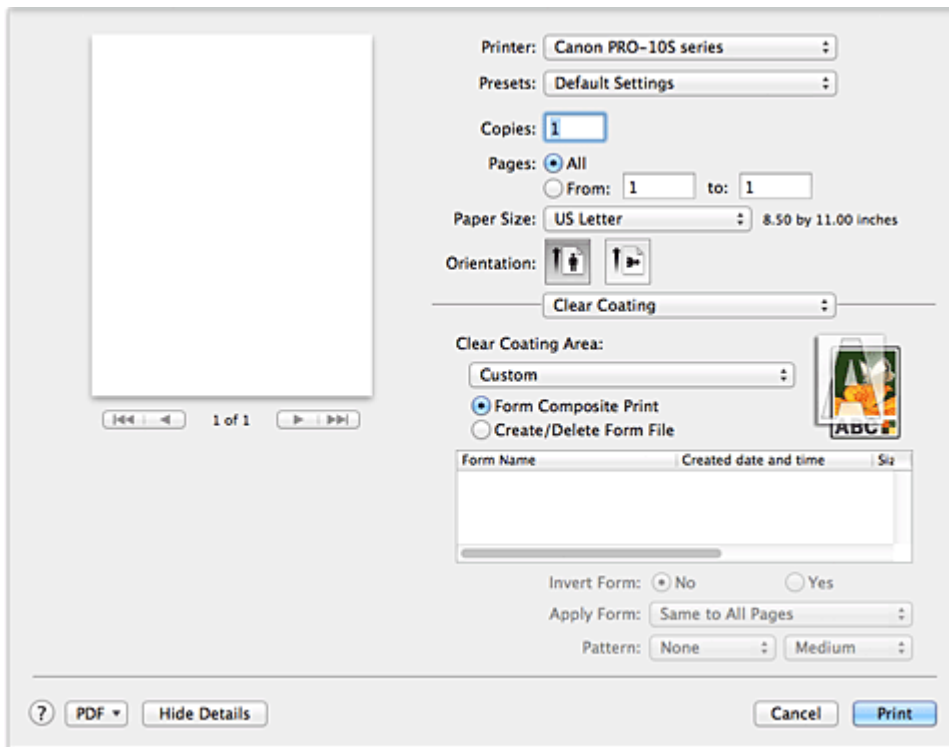 Printer: Canon PRO-10S series
Presets: Default Settings
Copies: 1
Pages: All
From: 1 to: 1
Paper Size: US Letter 8.50 by 11.00 inches
Orientation:
Clear Coating
Clear Coating Area:
Custom
Form Composite Print
Create/Delete Form File
A
ABC
1 of 1
Form Name Created date and time Siz
Invert Form: No Yes
Apply Form: Same to All Pages
Pattern: None Medium
? PDF Hide Details Cancel Print